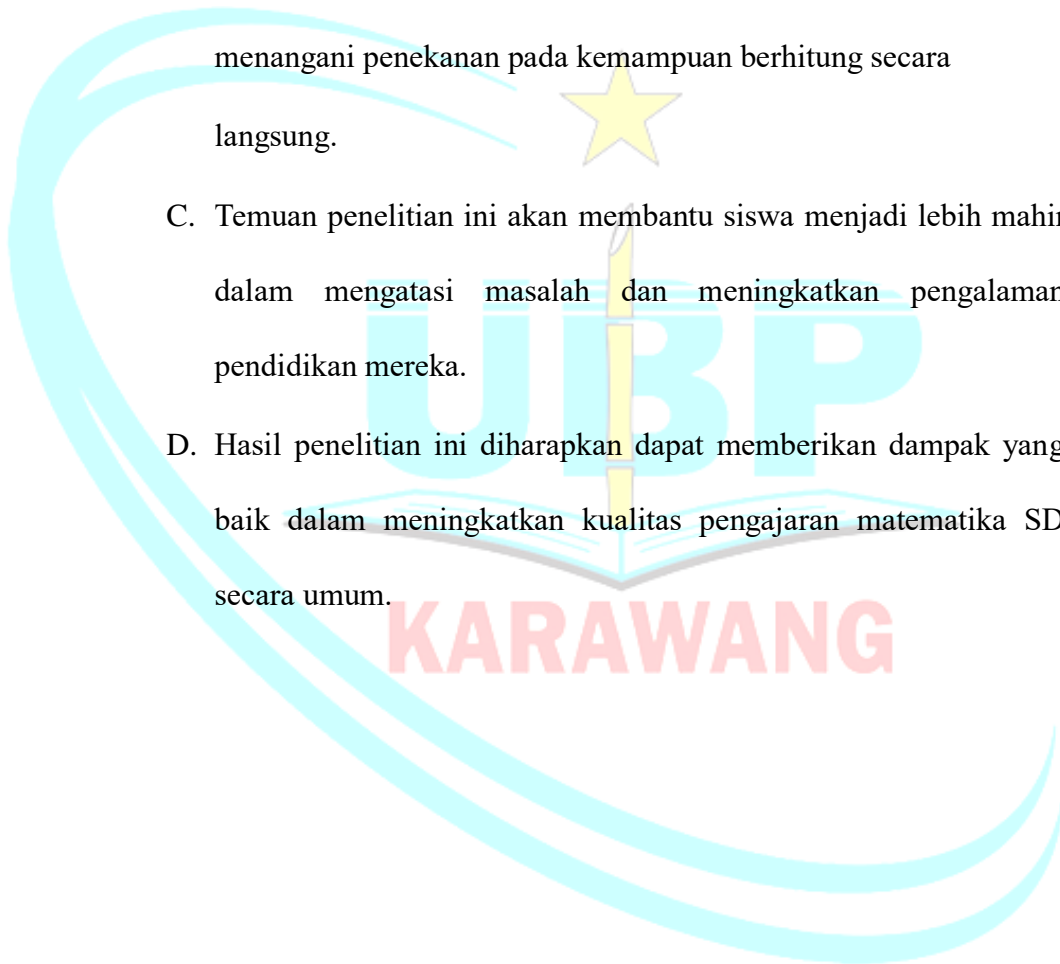 menangani penekanan pada kemampuan berhitung secara
langsung.
C. Temuan penelitian ini akan membantu siswa menjadi lebih mahir
dalam mengatasi masalah dan meningkatkan pengalaman
pendidikan mereka.
D. Hasil penelitian ini diharapkan dapat memberikan dampak yang
baik dalam meningkatkan kualitas pengajaran matematika SD
secara umum.
UBP
KARAWANG